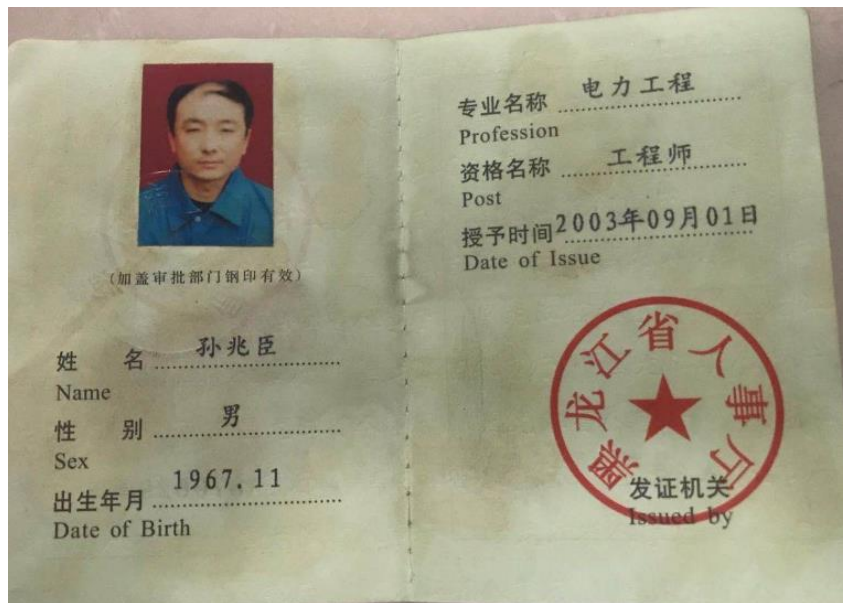 (加盖审批部门钢印有效)
姓 名 孙兆臣
Name
性 别 男
Sex
出生年月 1967.11
Date of Birth
专业名称 电力工程
Profession
资格名称 工程师
Post
授予时间 2003年09月01日
Date of Issue
黑龙江省人事厅
发证机关
Issued by